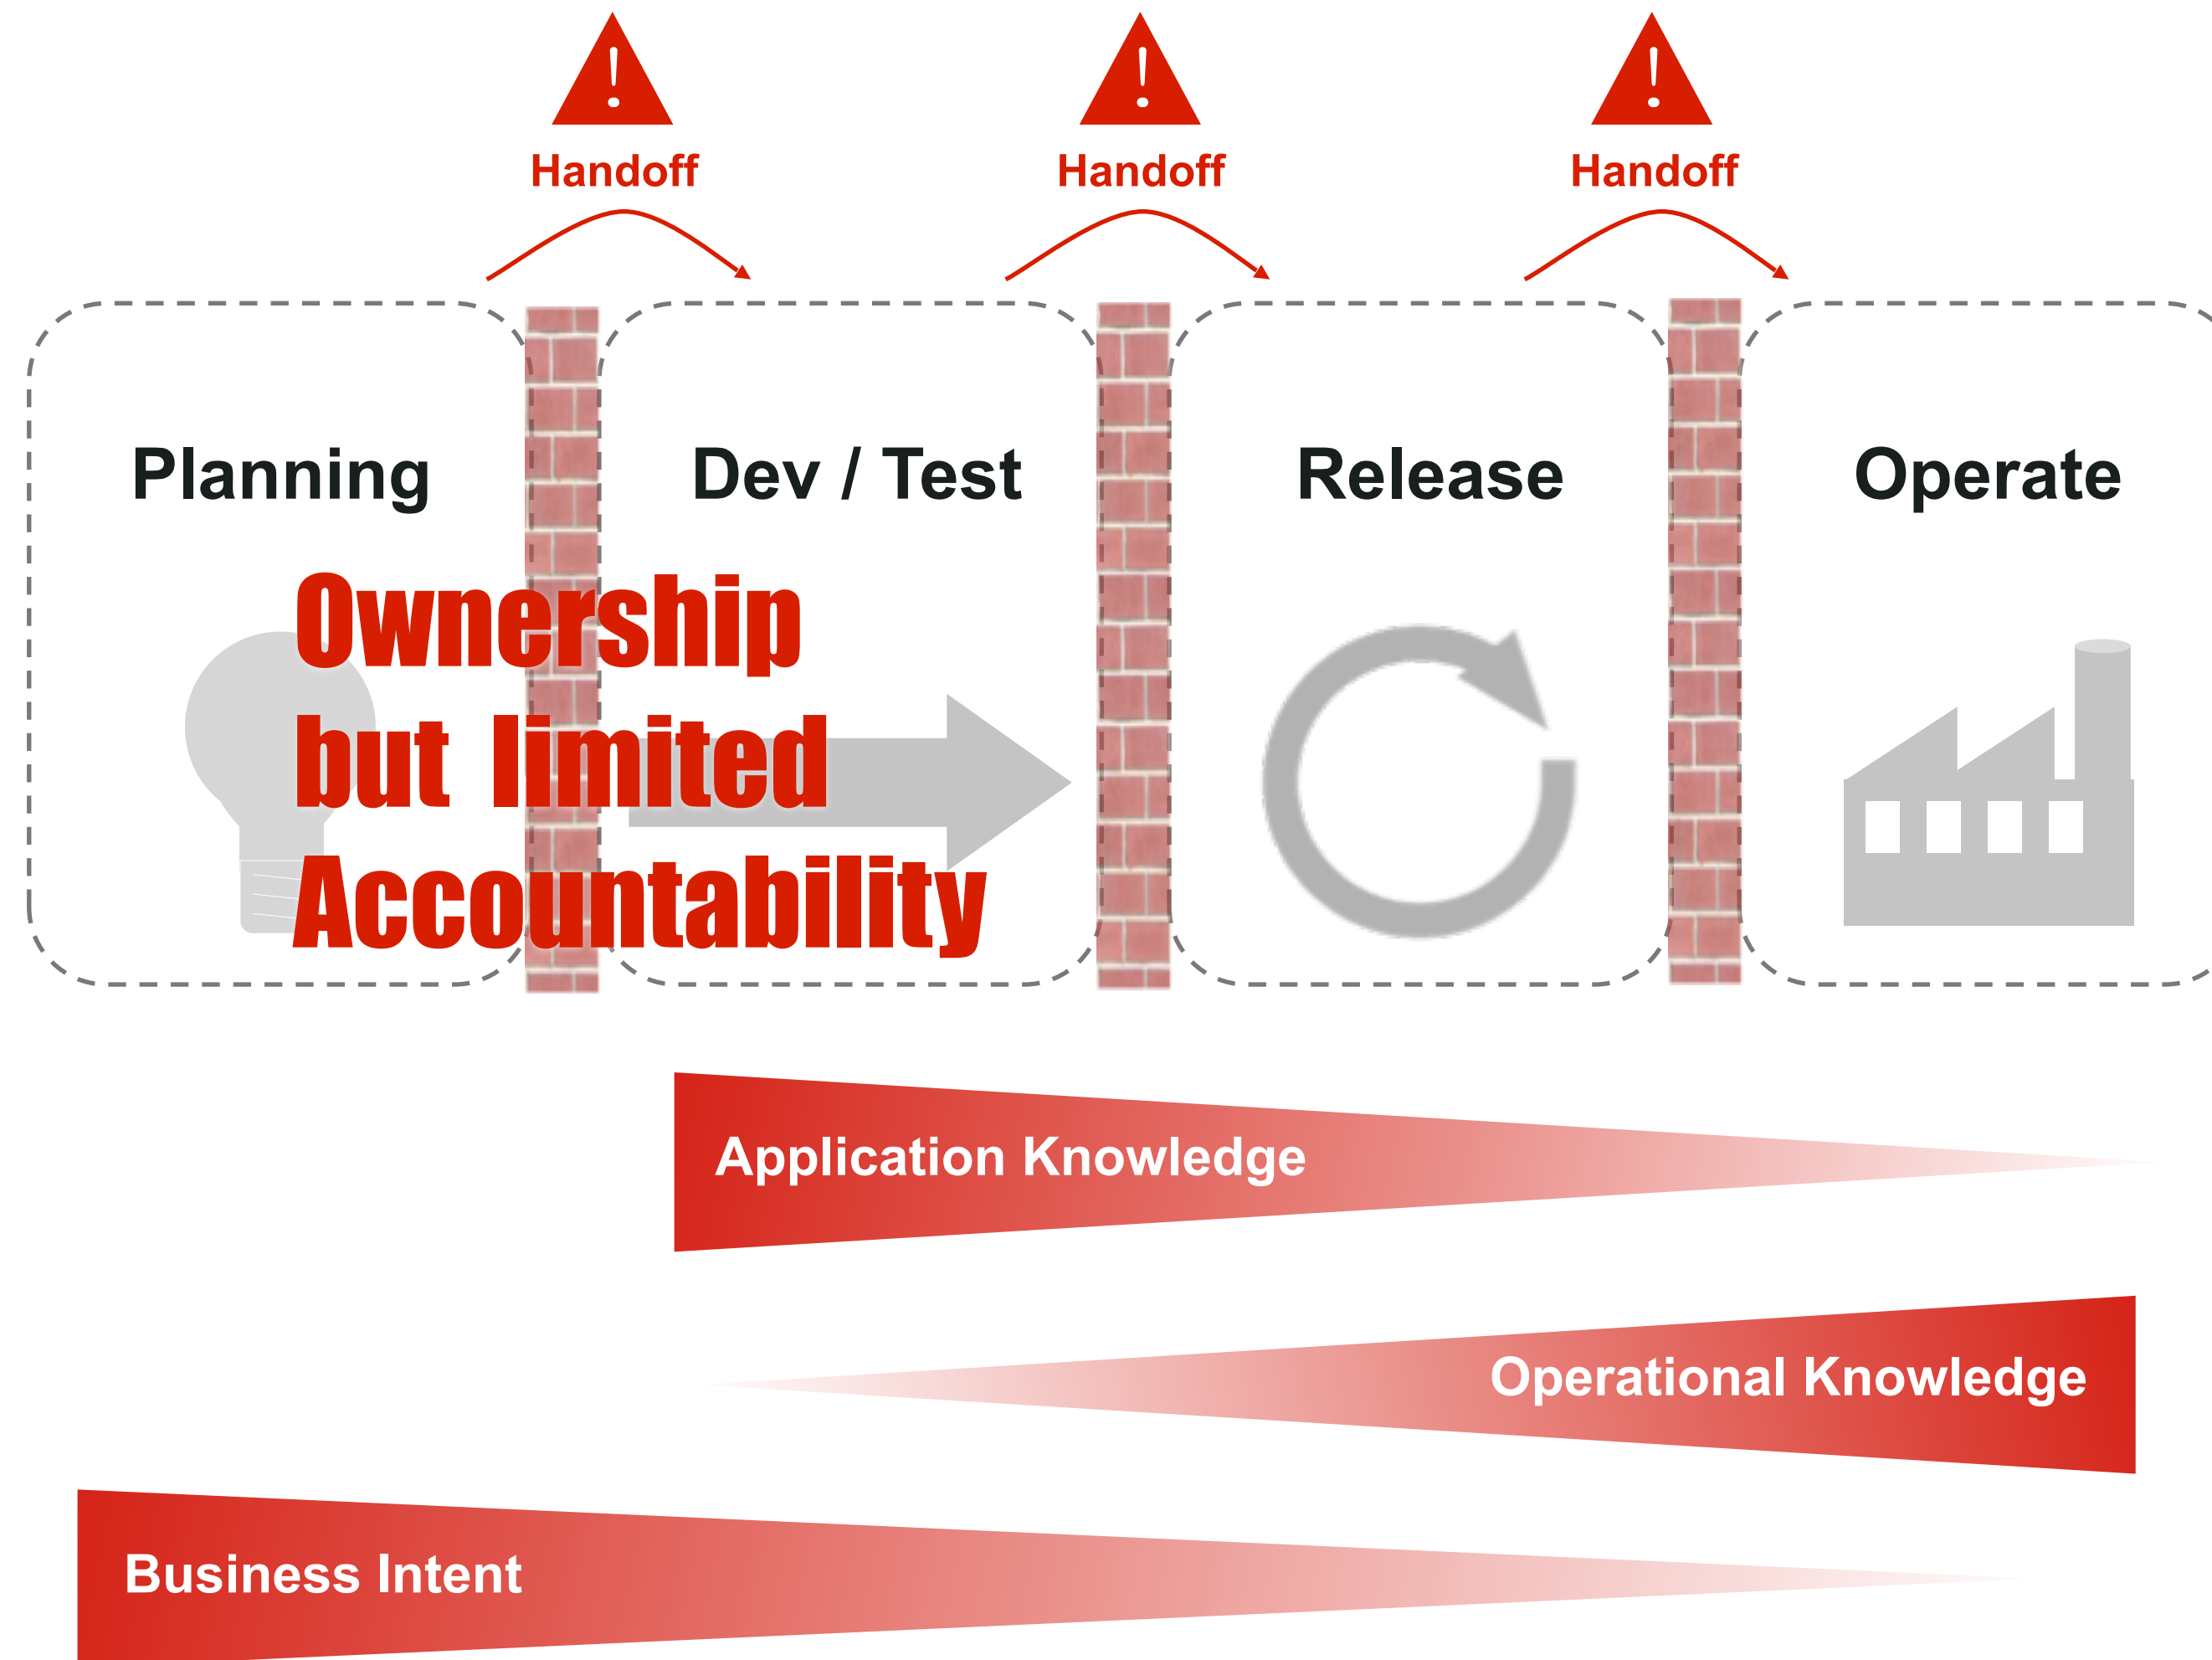 Handoff
Handoff
Handoff
Planning
Dev / Test
Release
Operate
Ownership
but limited
Accountability
Application Knowledge
Operational Knowledge
Business Intent